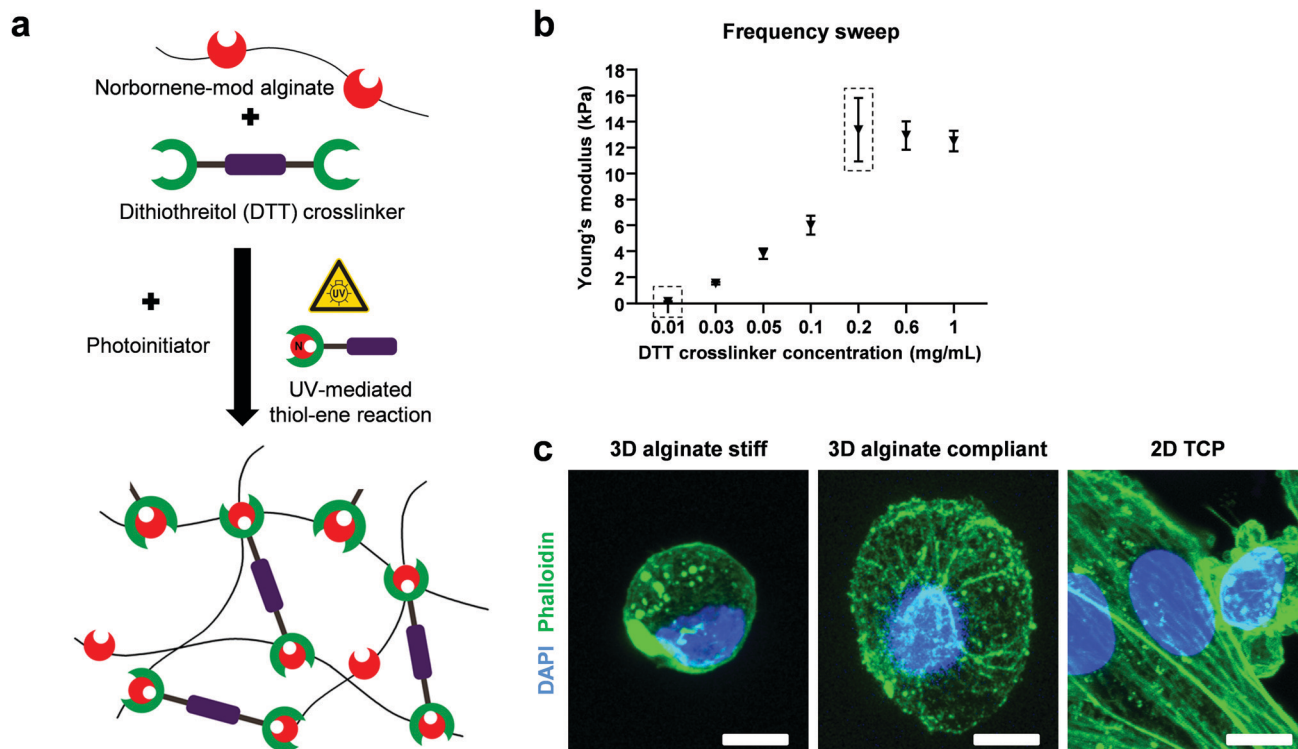 a
Norbornene-mod alginate
+
Dithiothreitol (DTT) crosslinker
+
Photoinitiator
UV
N
UV-mediated
thiol-ene reaction
b
Frequency sweep
Young's modulus (kPa)
18
16
14
12
10
8
6
4
2
0
0.01 0.03 0.05 0.1 0.2 0.6 1
DTT crosslinker concentration (mg/mL)
c
3D alginate stiff 3D alginate compliant 2D TCP
DAPI Phalloidin